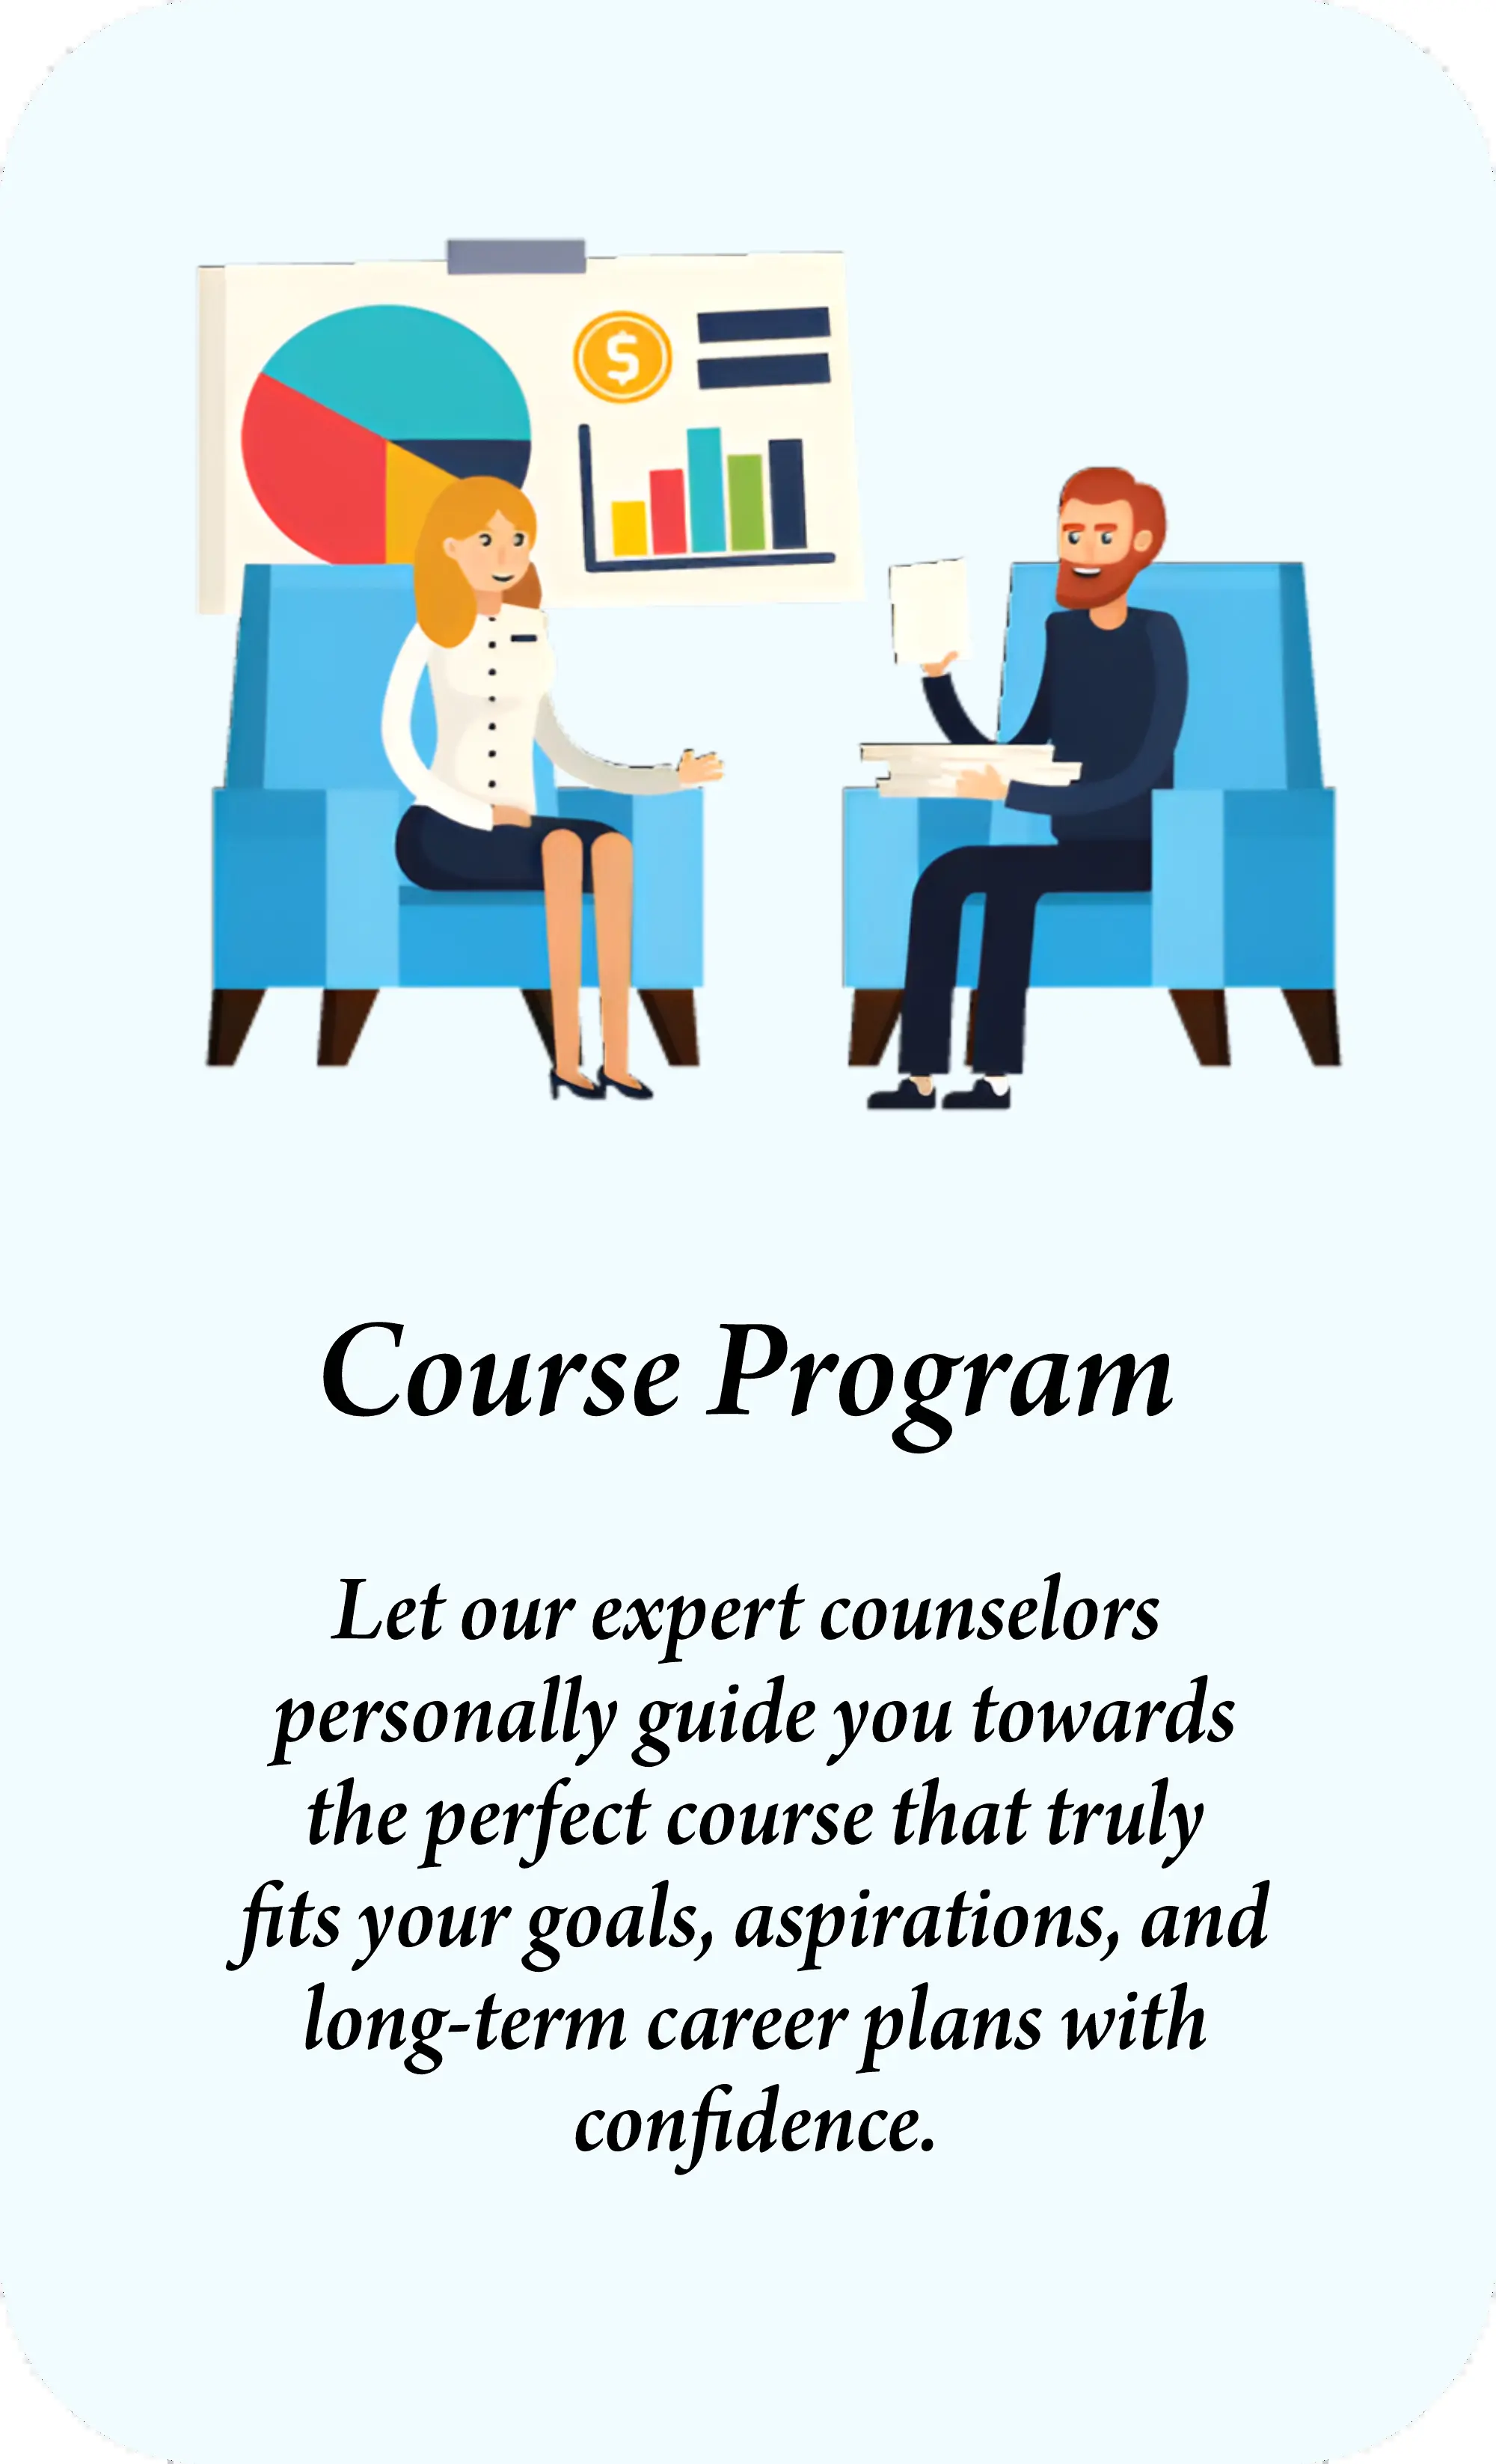 $
Course Program
Let our expert counselors
personally guide you towards
the perfect course that truly
fits your goals, aspirations, and
long-term career plans with
confidence.